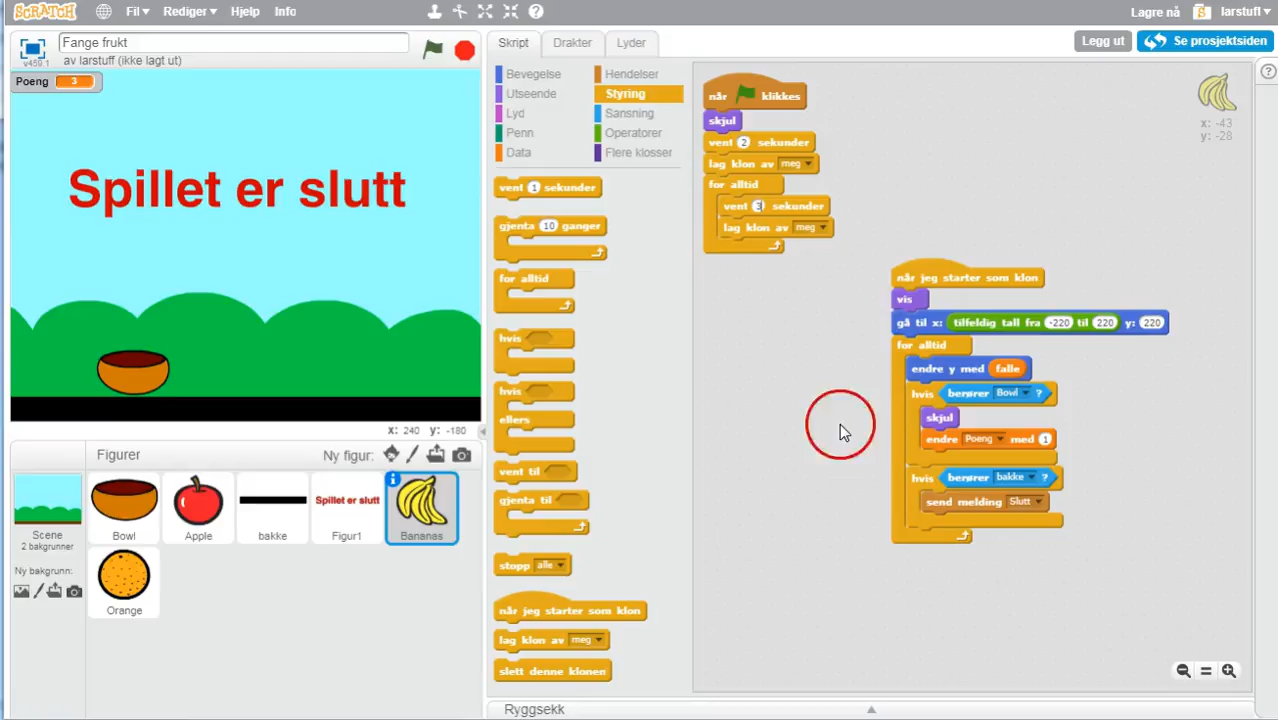 SCRATCH Fil▾ Rediger▾ Hjelp Info Lagre nå larstuff▾
v459.1 Fange frukt
av larstuff (ikke lagt ut)
Skript Drakter Lyder
Legg ut Se prosjektsiden
Poeng 3
Spillet er slutt
x: 240 y: -180
Bevegelse Hendelser
Utseende Styring
Lyd Sansning
Penn Operatorer
Data Flere klosser
vent 1 sekunder
gjenta 10 ganger
for alltid
hvis
hvis
ellers
vent til
gjenta til
stopp alle
når jeg starter som klon
lag klon av meg
slett denne klonen
når klikkes
skjul
vent 2 sekunder
lag klon av meg
for alltid
vent 3 sekunder
lag klon av meg
x: -43
y: -28
når jeg starter som klon
vis
gå til x: tilfeldig tall fra -220 til 220 y: 220
for alltid
endre y med falle
hvis berører Bowl ?
skjul
endre Poeng med 1
hvis berører bakke ?
send melding Slutt
Figurer Ny figur:
Scene
2 bakgrunner
Ny bakgrunn:
Bowl
Apple
bakke
Spillet er slutt
Figur1
Bananas
Orange
Ryggsekk